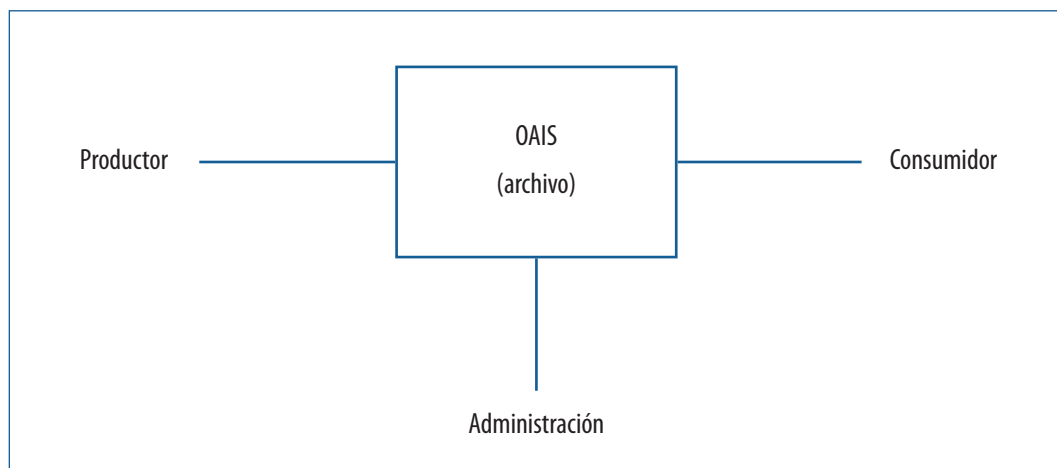 OAIS
(archivo)
Productor
Consumidor
Administración